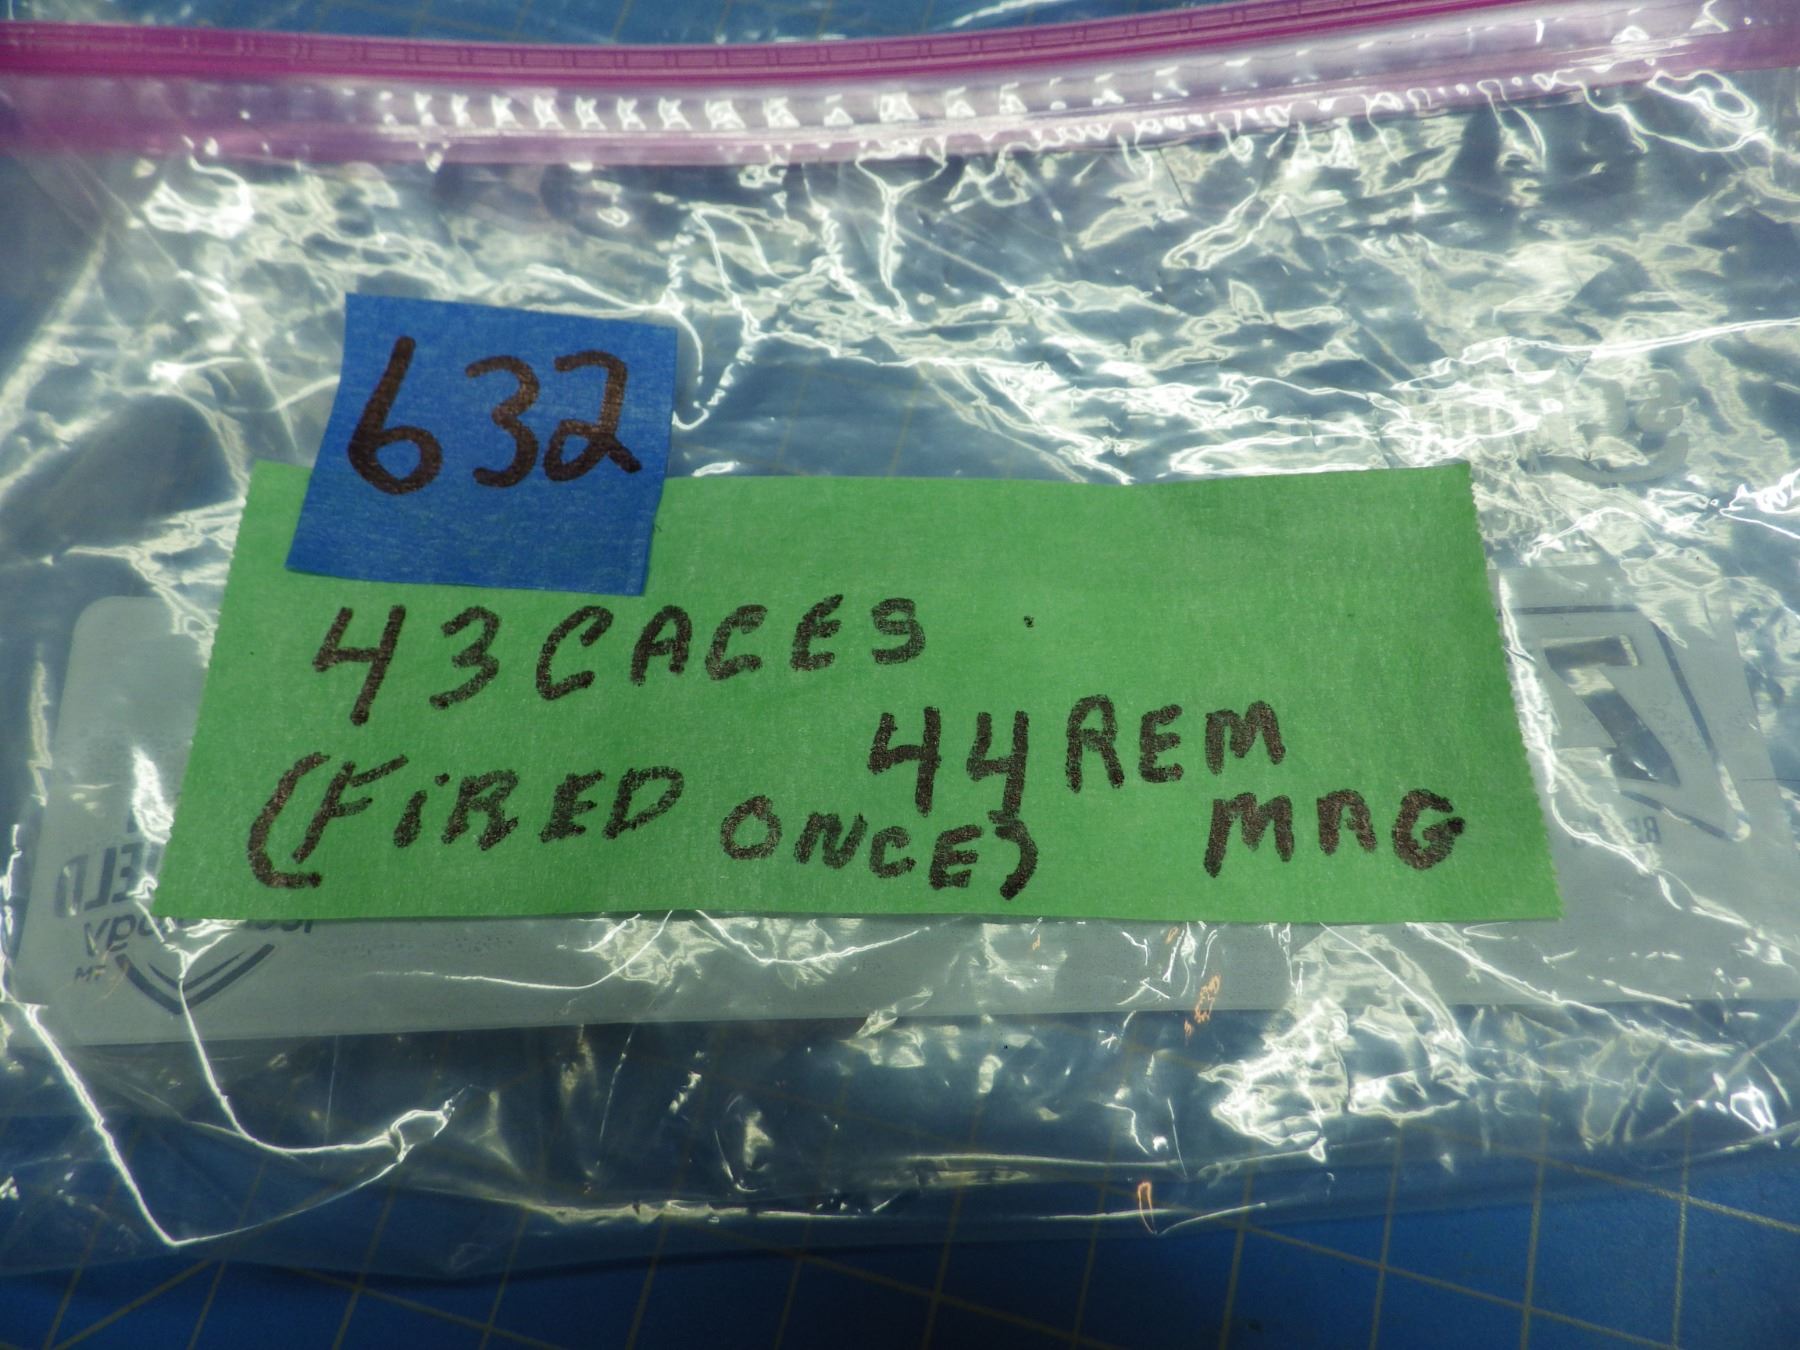 632
43 CACES
44 REM
(FiRED ONCE)
MAG